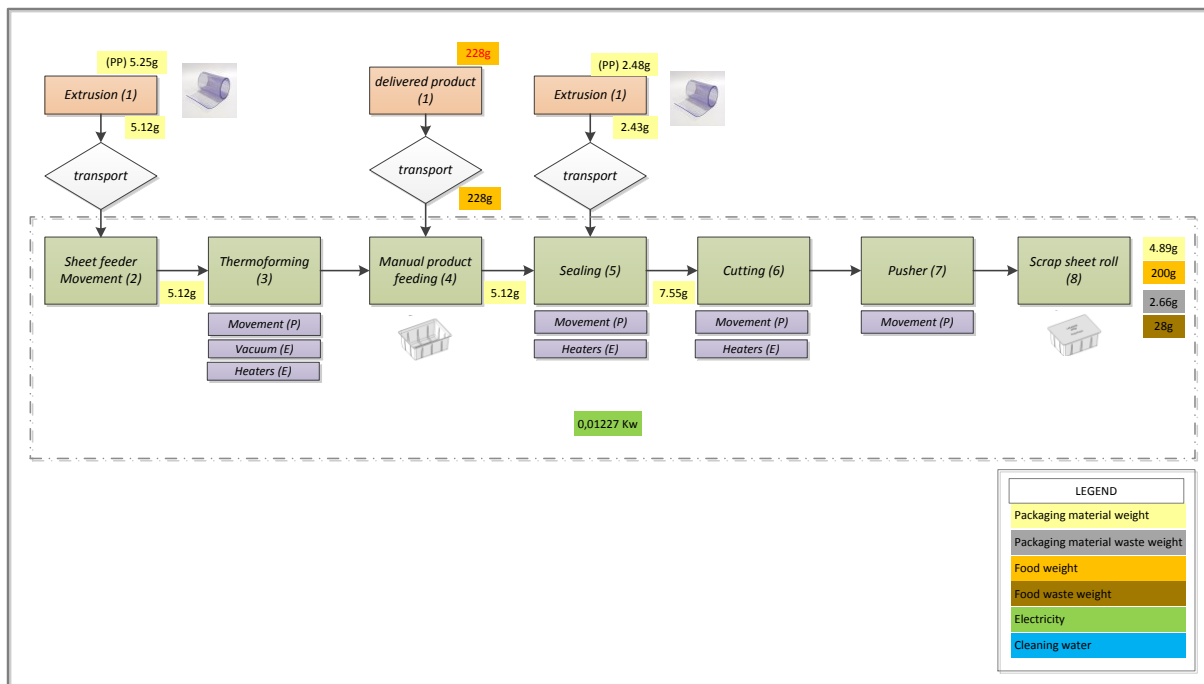 (PP) 5.25g
228g
(PP) 2.48g
Extrusion (1)
delivered product
(1)
Extrusion (1)
5.12g
2.43g
transport
transport
transport
228g
Sheet feeder
Movement (2)
Thermoforming
(3)
Manual product
feeding (4)
Sealing (5)
Cutting (6)
Pusher (7)
Scrap sheet roll
(8)
4.89g
200g
2.66g
28g
5.12g
5.12g
7.55g
Movement (P)
Vacuum (E)
Heaters (E)
Movement (P)
Heaters (E)
Movement (P)
Heaters (E)
Movement (P)
0,01227 Kw
LEGEND
Packaging material weight
Packaging material waste weight
Food weight
Food waste weight
Electricity
Cleaning water